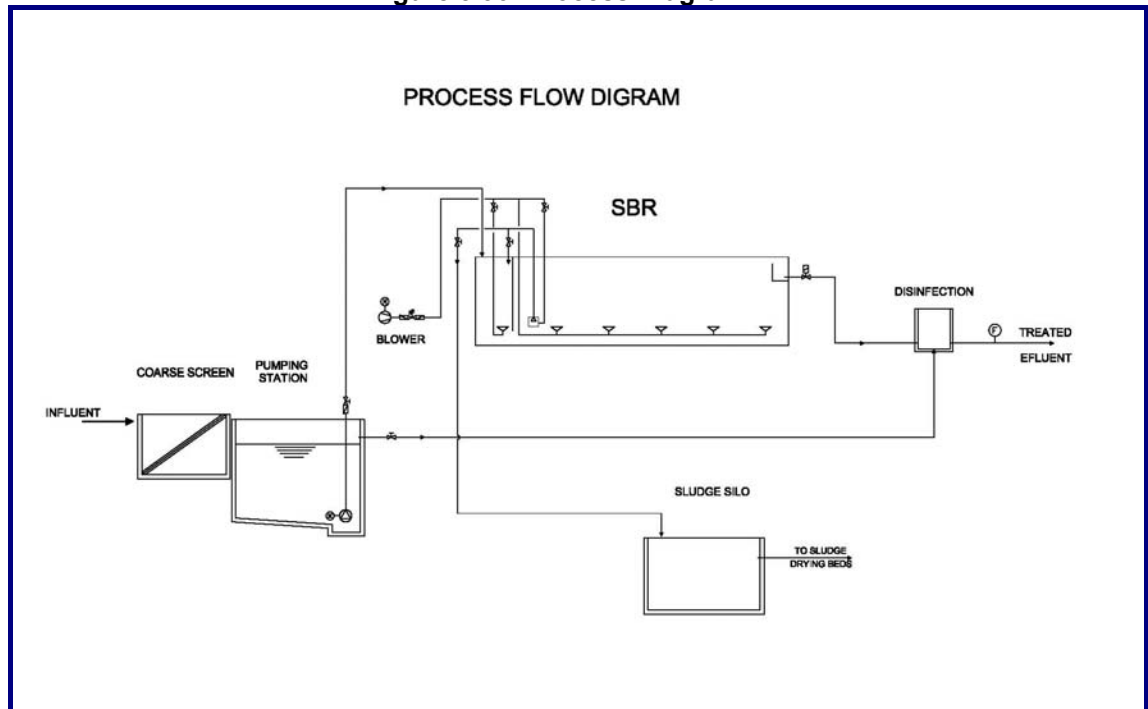 PROCESS FLOW DIGRAM
SBR
DISINFECTION
F
TREATED
EFLUENT
BLOWER
COARSE SCREEN
PUMPING
STATION
INFLUENT
SLUDGE SILO
TO SLUDGE
DRYING BEDS